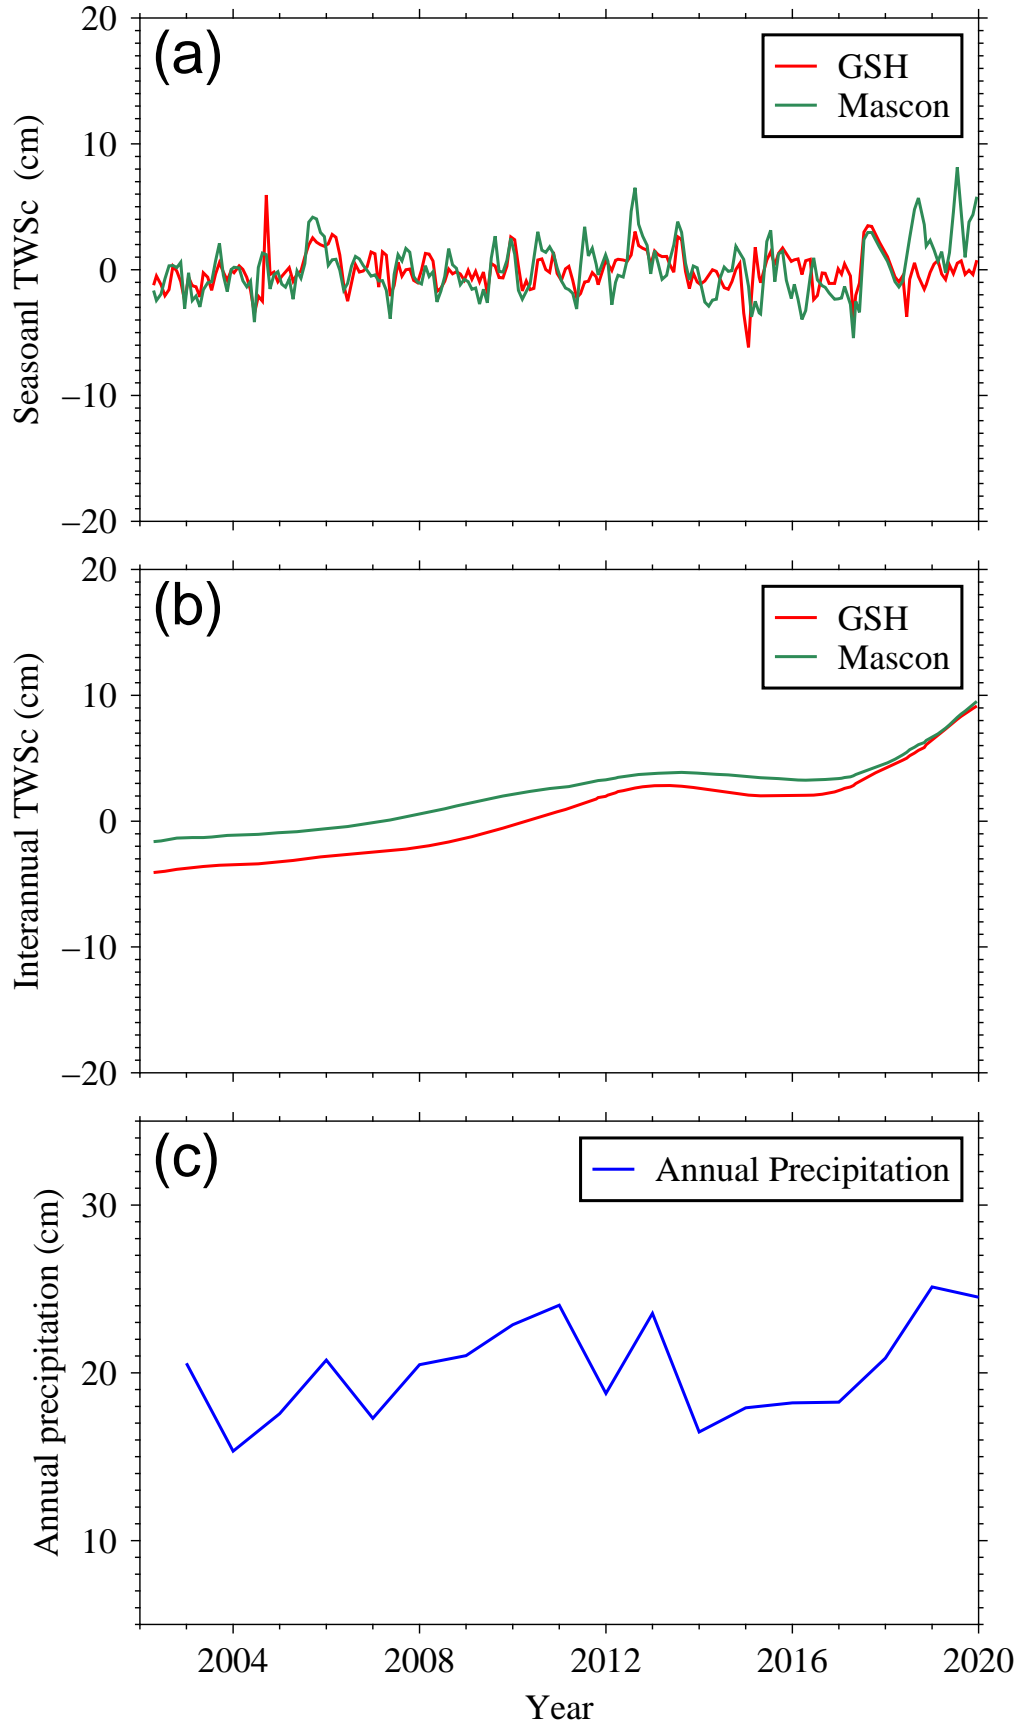 (a)
GSH
Mascon
Seasoanl TWSc (cm)
20
10
0
−10
−20
(b)
GSH
Mascon
Interannual TWSc (cm)
20
10
0
−10
−20
(c)
Annual Precipitation
Annual precipitation (cm)
30
20
10
2004 2008 2012 2016 2020
Year